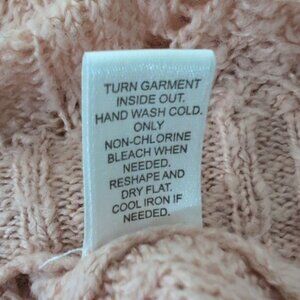 TURN GARMENT
INSIDE OUT.
HAND WASH COLD.
ONLY
NON-CHLORINE
BLEACH WHEN
NEEDED.
RESHAPE AND
DRY FLAT.
COOL IRON IF
NEEDED.